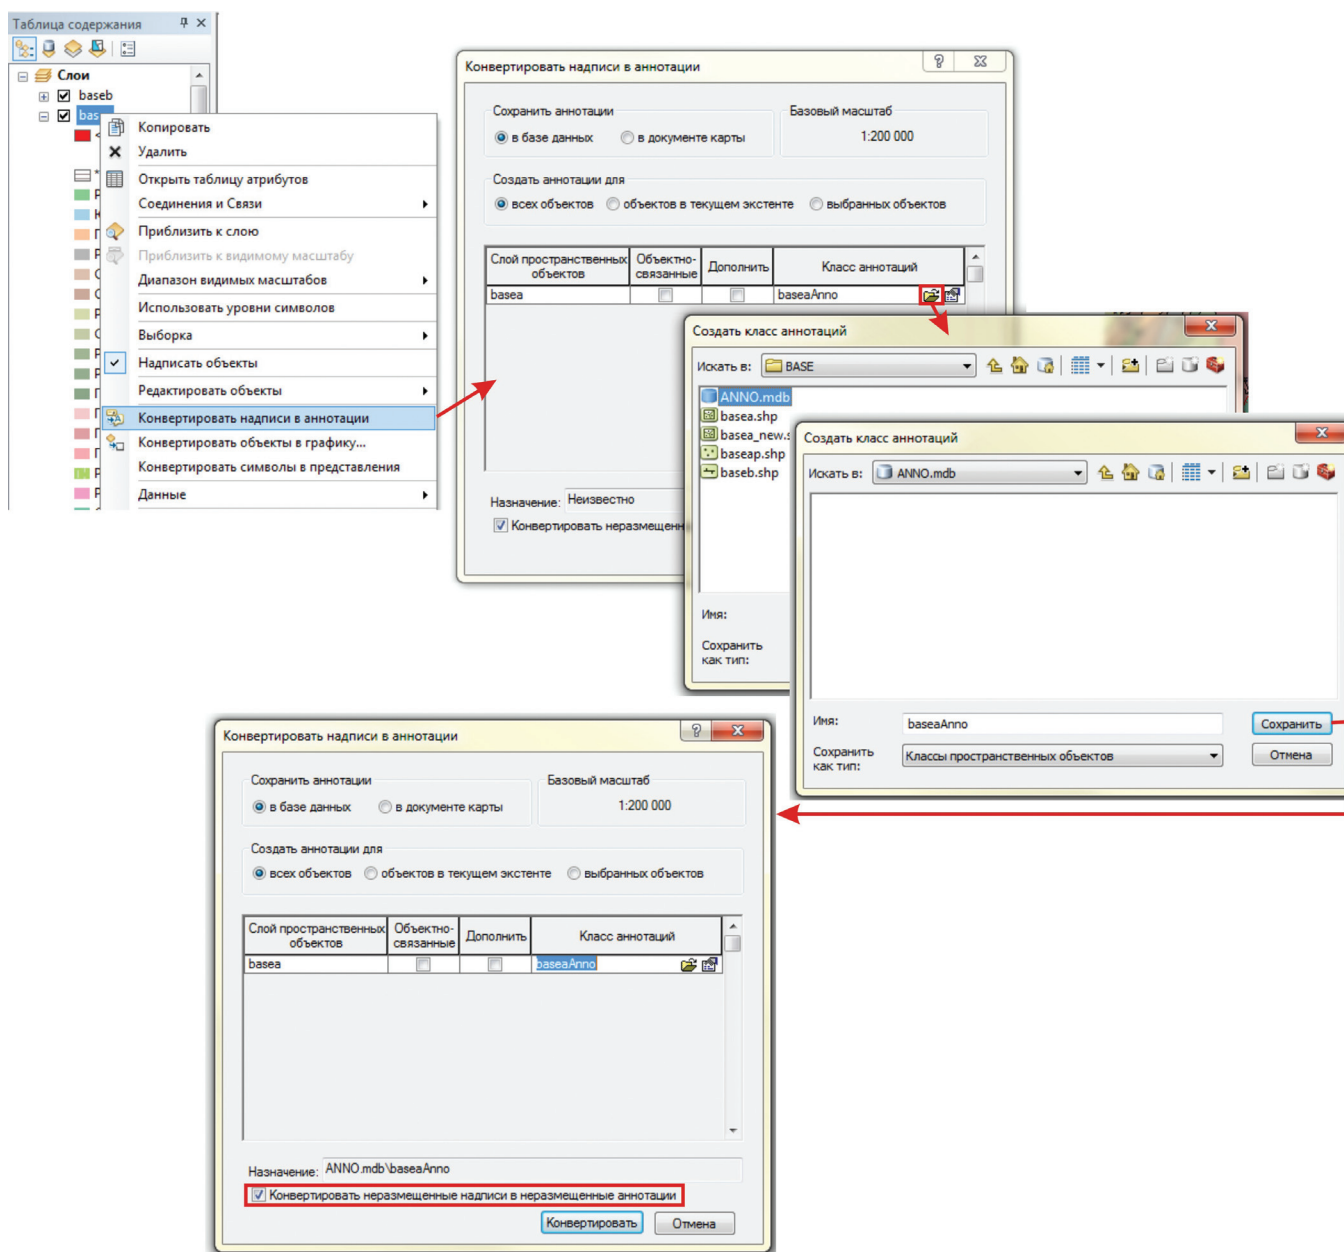 Таблица содержания
Слои
baseb
bas
Копировать
Удалить
Открыть таблицу атрибутов
Соединения и Связи
Приблизить к слою
Приблизить к видимому масштабу
Диапазон видимых масштабов
Использовать уровни символов
Выборка
Надписать объекты
Редактировать объекты
Конвертировать надписи в аннотации
Конвертировать объекты в графику...
Конвертировать символы в представления
Данные
Конвертировать надписи в аннотации
Сохранить аннотации
Базовый масштаб
в базе данных
в документе карты
1:200 000
Создать аннотации для
всех объектов
объектов в текущем экстенте
выбранных объектов
Слой пространственных объектов
Объектно-связанные
Дополнить
Класс аннотаций
basea
baseaAnno
Назначение: Неизвестно
Конвертировать неразмещенн
Создать класс аннотаций
Искать в: BASE
ANNO.mdb
basea.shp
basea_new.s
baseap.shp
baseb.shp
Имя:
Сохранить
как тип:
Создать класс аннотаций
Искать в: ANNO.mdb
Имя: baseaAnno
Сохранить
Сохранить
как тип:
Классы пространственных объектов
Отмена
Конвертировать надписи в аннотации
Сохранить аннотации
Базовый масштаб
в базе данных
в документе карты
1:200 000
Создать аннотации для
всех объектов
объектов в текущем экстенте
выбранных объектов
Слой пространственных объектов
Объектно-связанные
Дополнить
Класс аннотаций
basea
baseaAnno
Назначение: ANNO.mdb\baseaAnno
Конвертировать неразмещенные надписи в неразмещенные аннотации
Конвертировать
Отмена